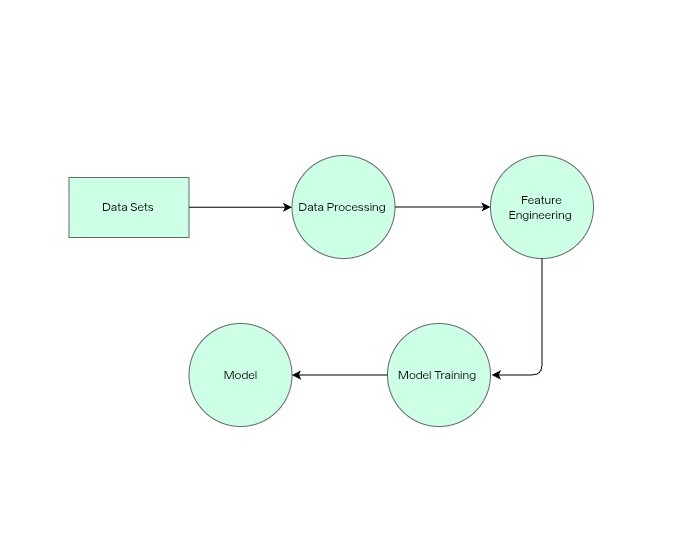 Data Sets
Data Processing
Feature
Engineering
Model
Model Training